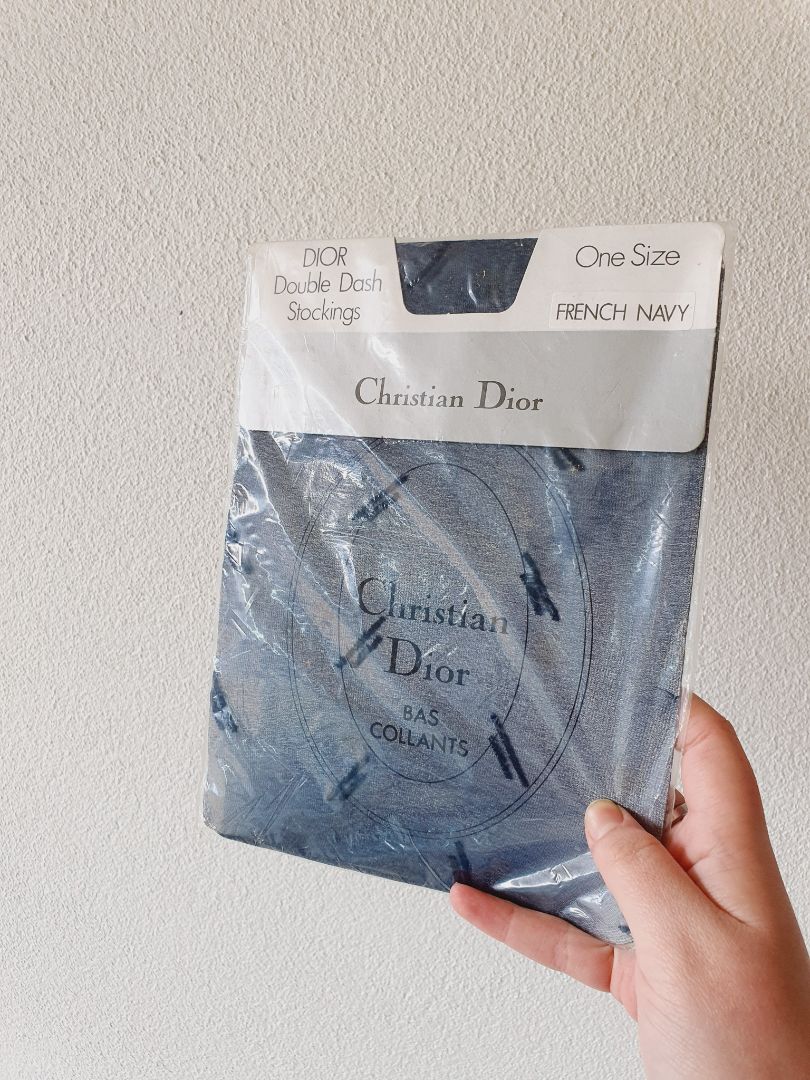 DIOR
Double Dash
Stockings
One Size
FRENCH NAVY
Christian Dior
Christian
Dior
BAS
COLLANTS